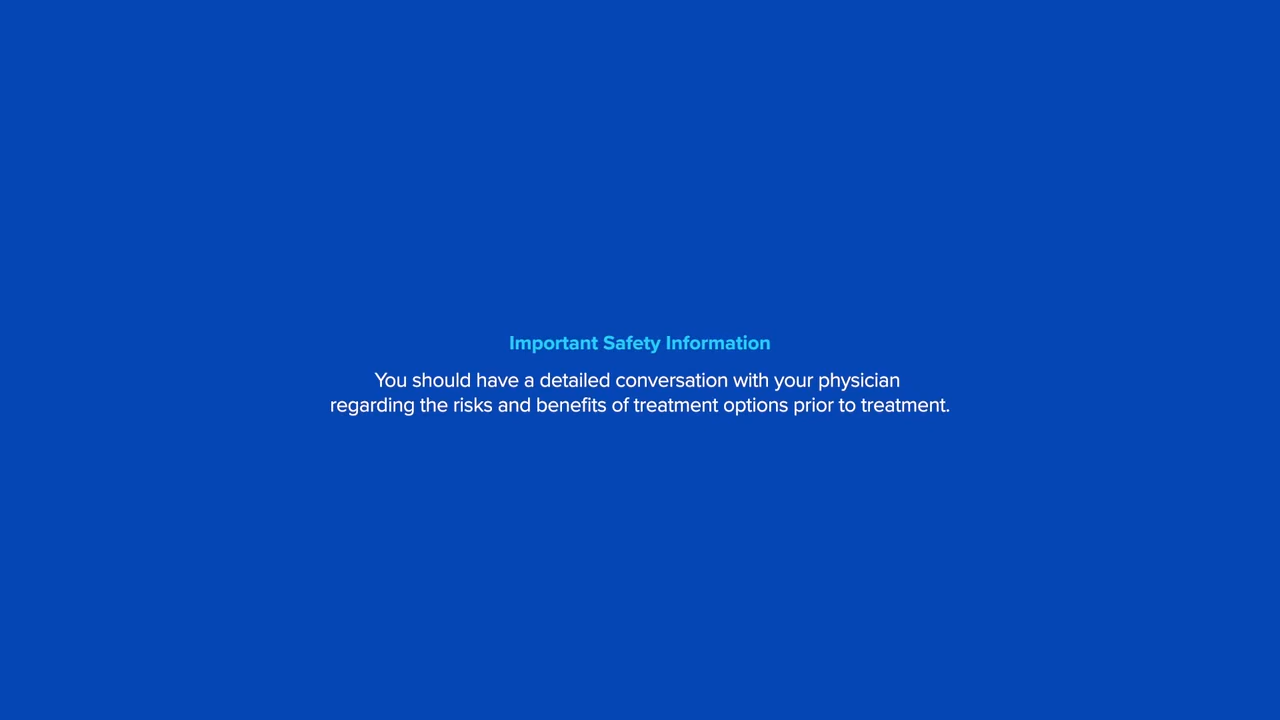 Important Safety Information
You should have a detailed conversation with your physician
regarding the risks and benefits of treatment options prior to treatment.